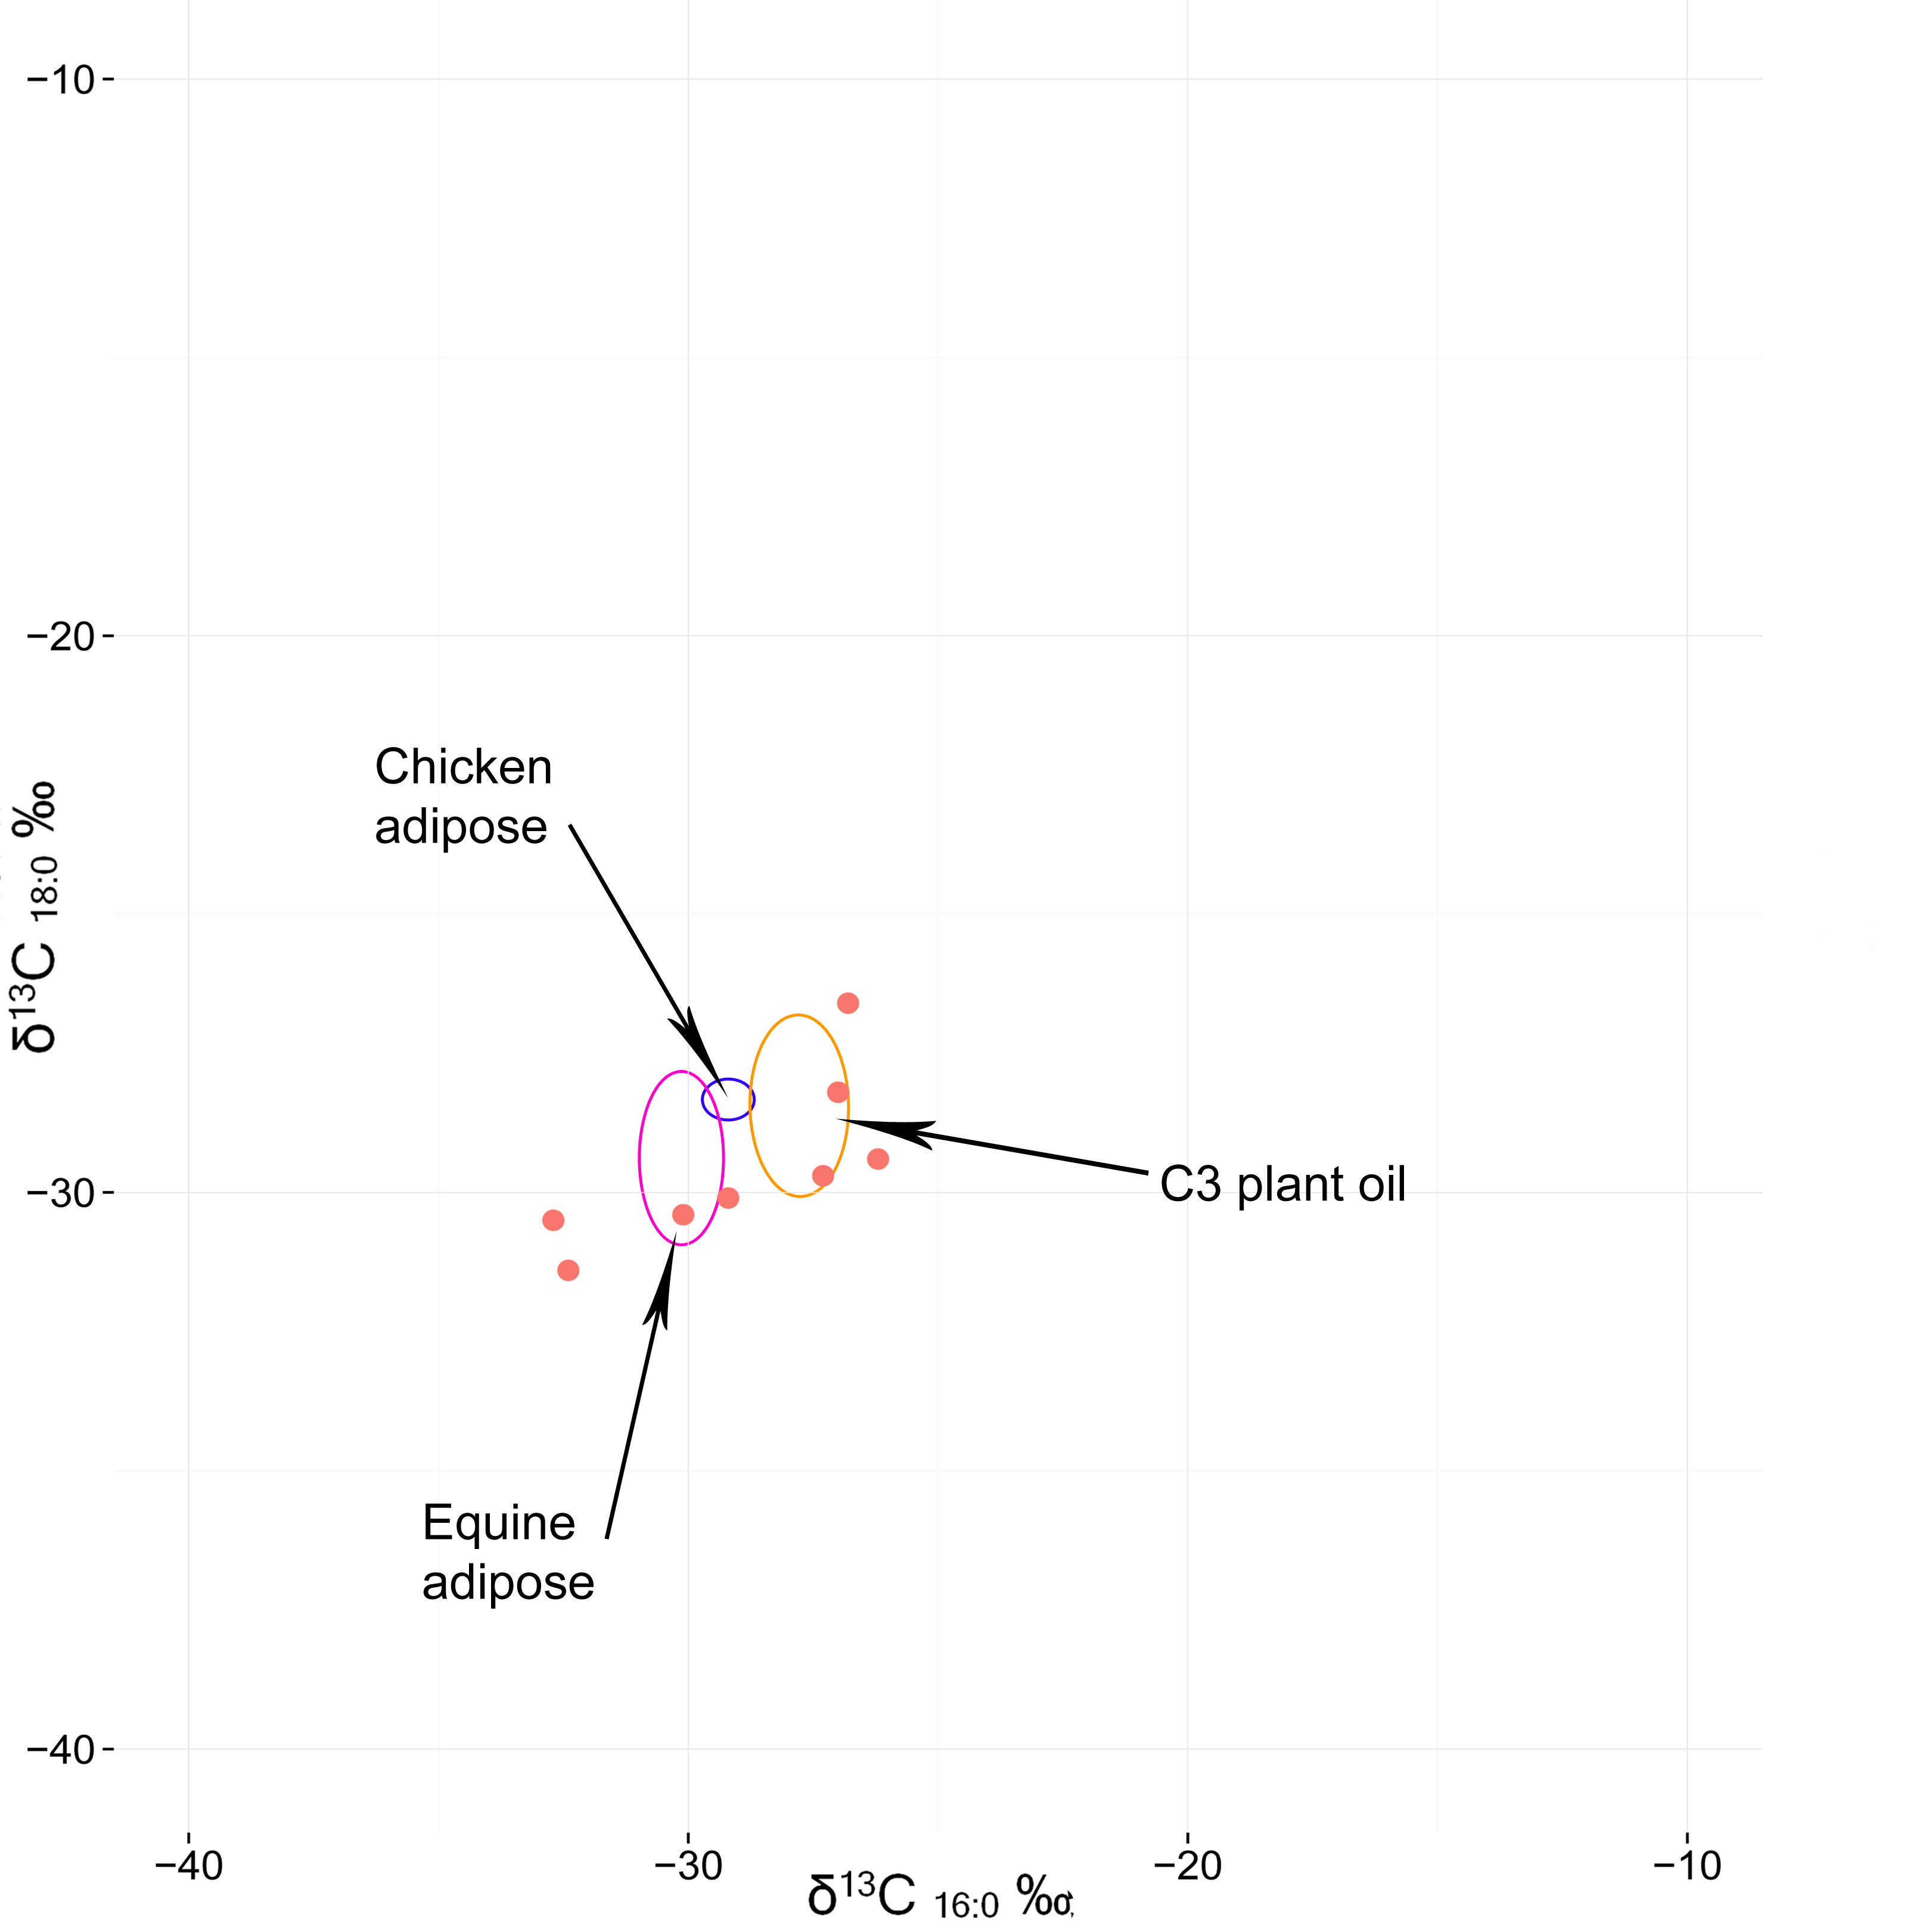 −10
−20
−30
−40
δ13C 18:0 ‰
Chicken
adipose
C3 plant oil
Equine
adipose
−40
−30
−20
−10
δ13C 16:0 ‰